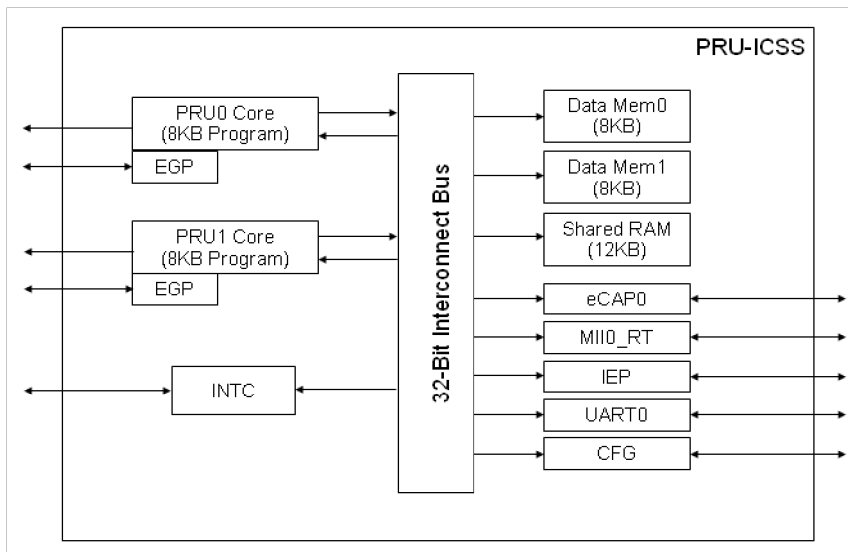 PRU-ICSS
PRU0 Core
(8KB Program)
EGP
PRU1 Core
(8KB Program)
EGP
INTC
32-Bit Interconnect Bus
Data Mem0
(8KB)
Data Mem1
(8KB)
Shared RAM
(12KB)
eCAP0
MII0_RT
IEP
UART0
CFG